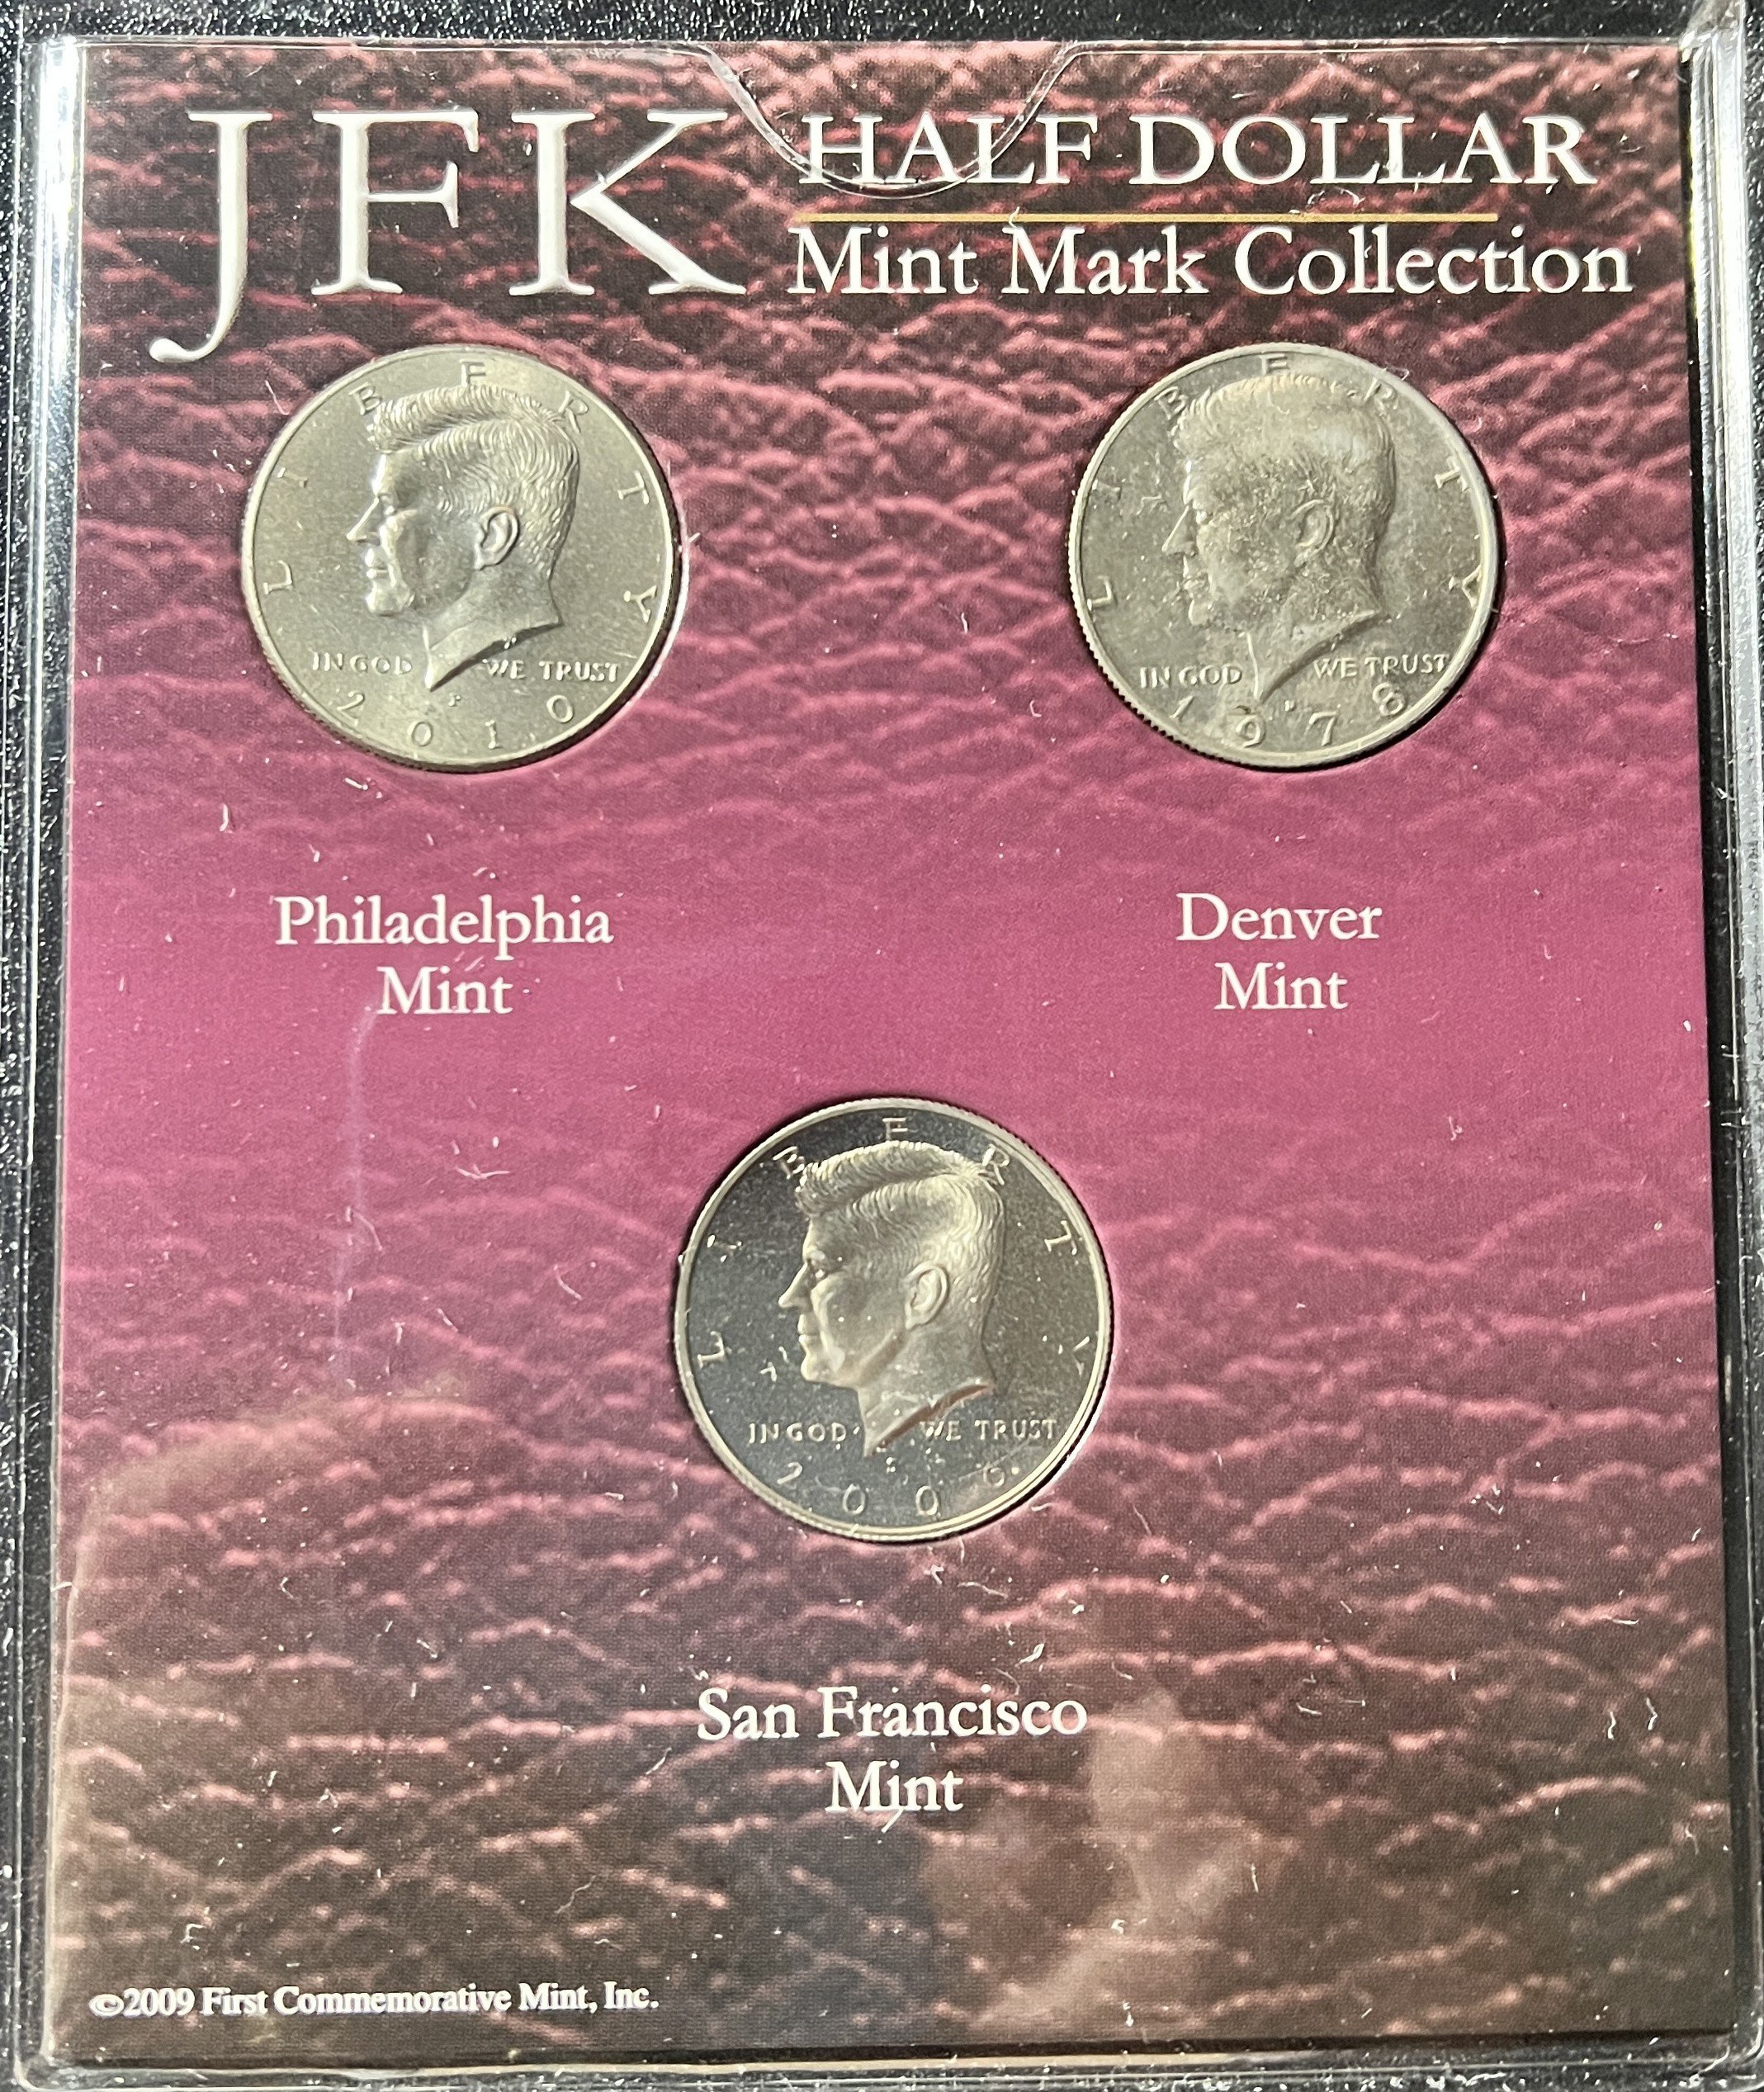 JFK HALF DOLLAR
Mint Mark Collection
LIBERTY
IN GOD WE TRUST
P
2010
LIBERTY
IN GOD WE TRUST
D
1978
Philadelphia
Mint
Denver
Mint
LIBERTY
IN GOD WE TRUST
S
2006
San Francisco
Mint
©2009 First Commemorative Mint, Inc.